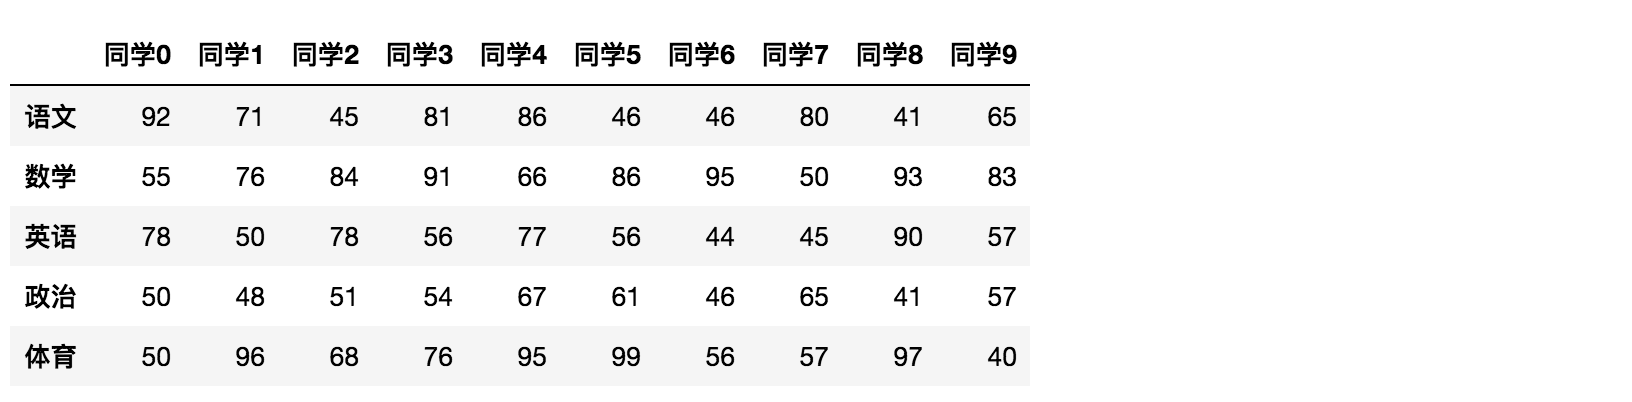 同学0 同学1 同学2 同学3 同学4 同学5 同学6 同学7 同学8 同学9
语文 92 71 45 81 86 46 46 80 41 65
数学 55 76 84 91 66 86 95 50 93 83
英语 78 50 78 56 77 56 44 45 90 57
政治 50 48 51 54 67 61 46 65 41 57
体育 50 96 68 76 95 99 56 57 97 40